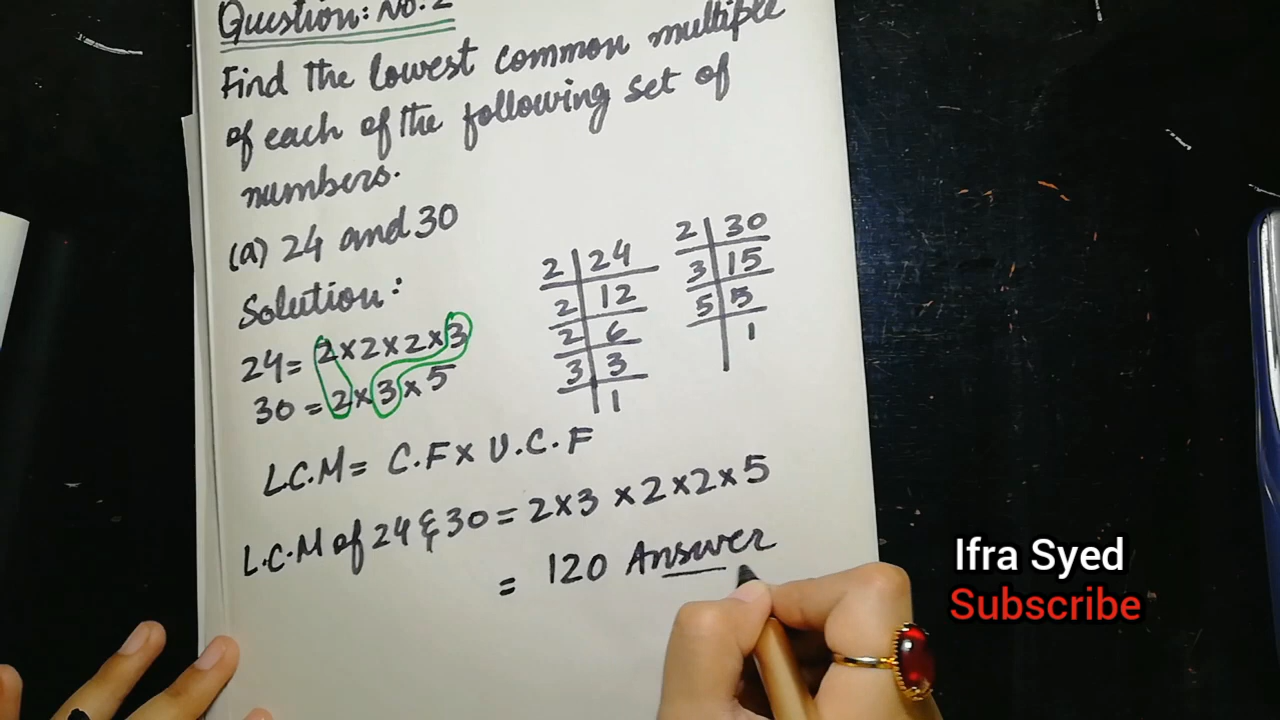 Question: No. 2
Find the lowest common multiple
of each of the following set of
numbers.
(a) 24 and 30
Solution:
24 = 2×2×2×3
30 = 2×3×5
L.C.M = C.F × U.C.F
L.C.M of 24 & 30 = 2×3 ×2×2×5
= 120 Answer
2 | 24
2 | 12
2 | 6
3 | 3
| 1
2 | 30
3 | 15
5 | 5
| 1
Ifra Syed
Subscribe